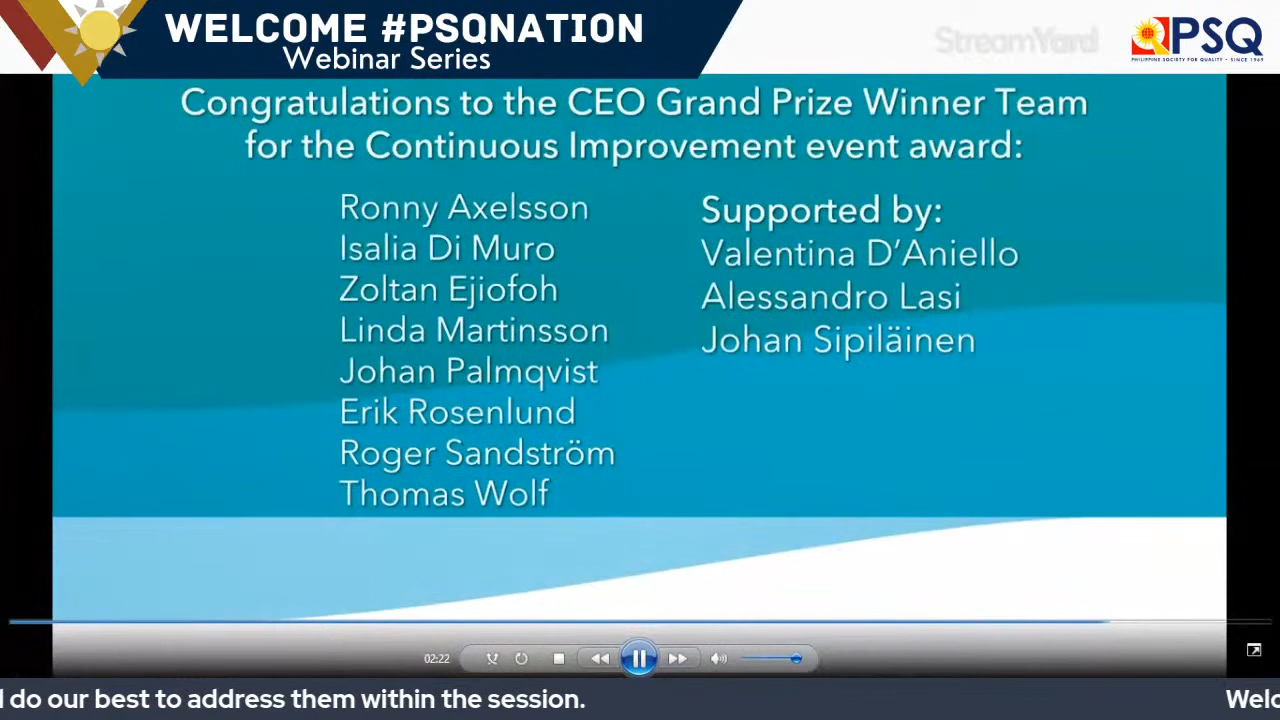 WELCOME #PSQNATION
Webinar Series
StreamYard
PSQ
PHILIPPINE SOCIETY FOR QUALITY • SINCE 1969
Congratulations to the CEO Grand Prize Winner Team
for the Continuous Improvement event award:
Ronny Axelsson
Isalia Di Muro
Zoltan Ejiofoh
Linda Martinsson
Johan Palmqvist
Erik Rosenlund
Roger Sandström
Thomas Wolf
Supported by:
Valentina D’Aniello
Alessandro Lasi
Johan Sipiläinen
02:22
l do our best to address them within the session.
Welc